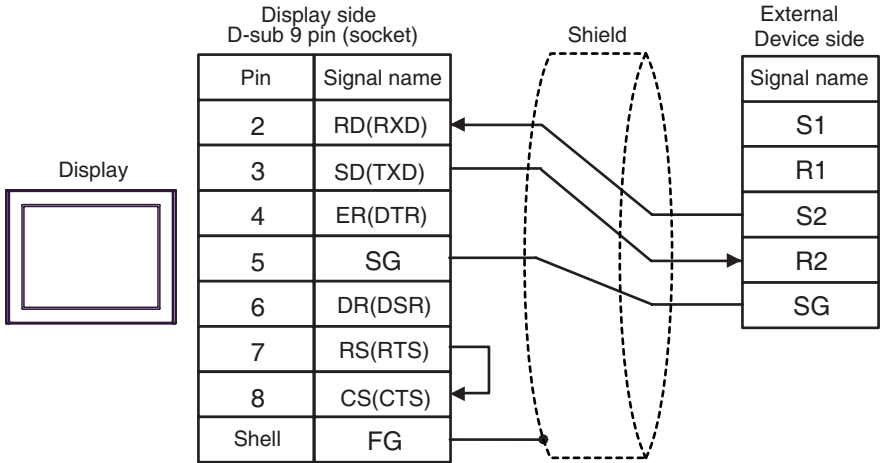 Display side
D-sub 9 pin (socket)
Shield
External
Device side
Pin
Signal name
Signal name
2
RD(RXD)
S1
3
SD(TXD)
R1
Display
4
ER(DTR)
S2
5
SG
R2
6
DR(DSR)
SG
7
RS(RTS)
8
CS(CTS)
Shell
FG